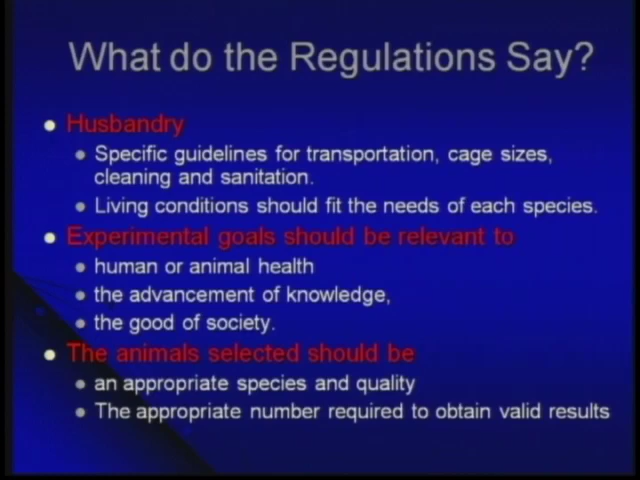 What do the Regulations Say?
Husbandry
Specific guidelines for transportation, cage sizes,
cleaning and sanitation.
Living conditions should fit the needs of each species.
Experimental goals should be relevant to
human or animal health
the advancement of knowledge,
the good of society.
The animals selected should be
an appropriate species and quality
The appropriate number required to obtain valid results